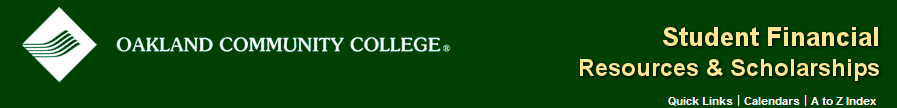 OAKLAND COMMUNITY COLLEGE®
Student Financial
Resources & Scholarships
Quick Links | Calendars | A to Z Index